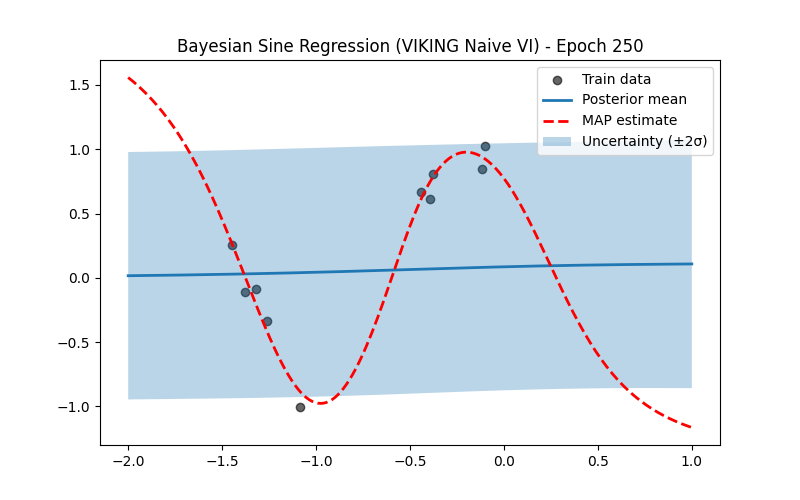 Bayesian Sine Regression (VIKING Naive VI) - Epoch 250
Train data
Posterior mean
MAP estimate
Uncertainty (±2σ)
1.5
1.0
0.5
0.0
−0.5
−1.0
−2.0 −1.5 −1.0 −0.5 0.0 0.5 1.0